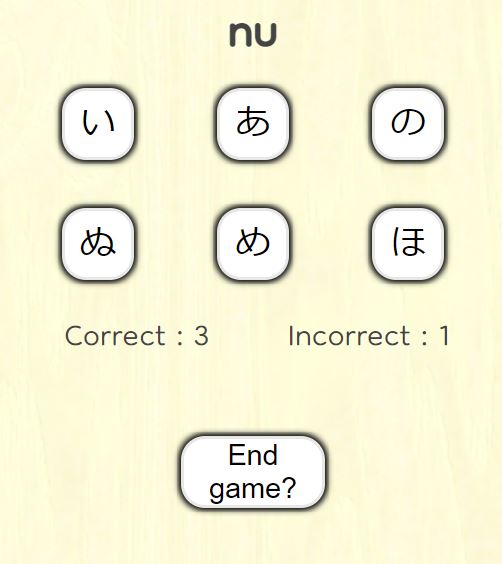 nu
い あ の
ぬ め ほ
Correct : 3 Incorrect : 1
End
game?